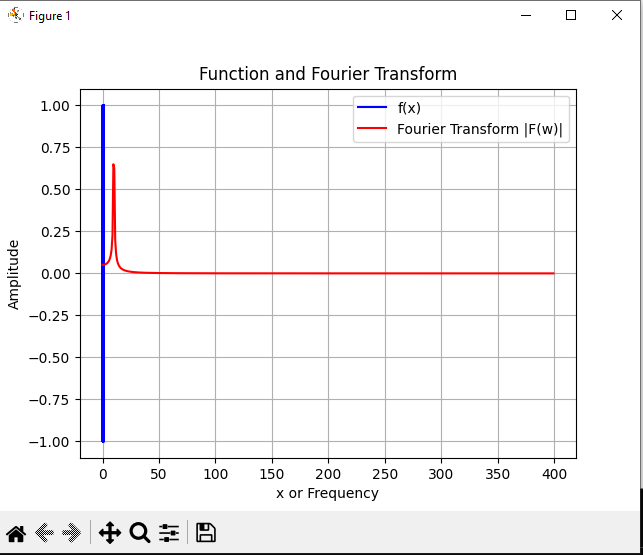 Figure 1
Function and Fourier Transform
f(x)
Fourier Transform |F(w)|
1.00
0.75
0.50
0.25
0.00
−0.25
−0.50
−0.75
−1.00
Amplitude
0 50 100 150 200 250 300 350 400
x or Frequency